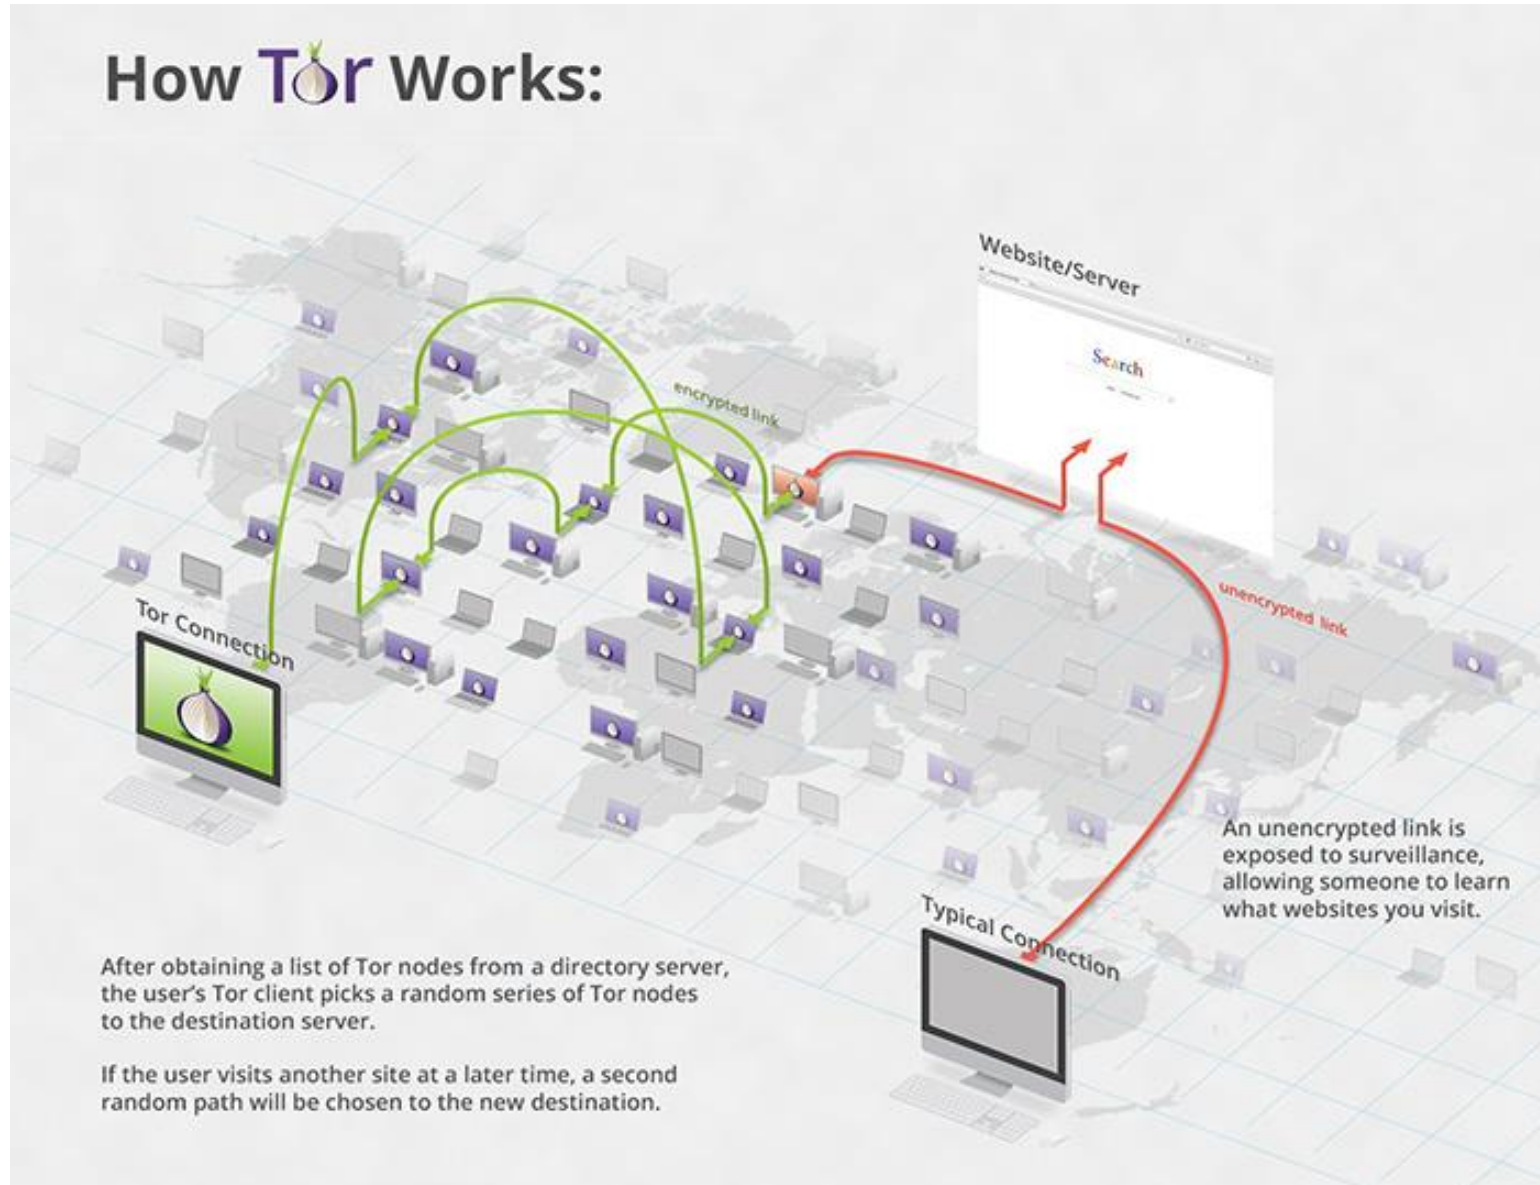 How Tor Works:
Website/Server
Search
encrypted link
Tor Connection
unencrypted link
An unencrypted link is
exposed to surveillance,
allowing someone to learn
what websites you visit.
Typical Connection
After obtaining a list of Tor nodes from a directory server,
the user's Tor client picks a random series of Tor nodes
to the destination server.
If the user visits another site at a later time, a second
random path will be chosen to the new destination.